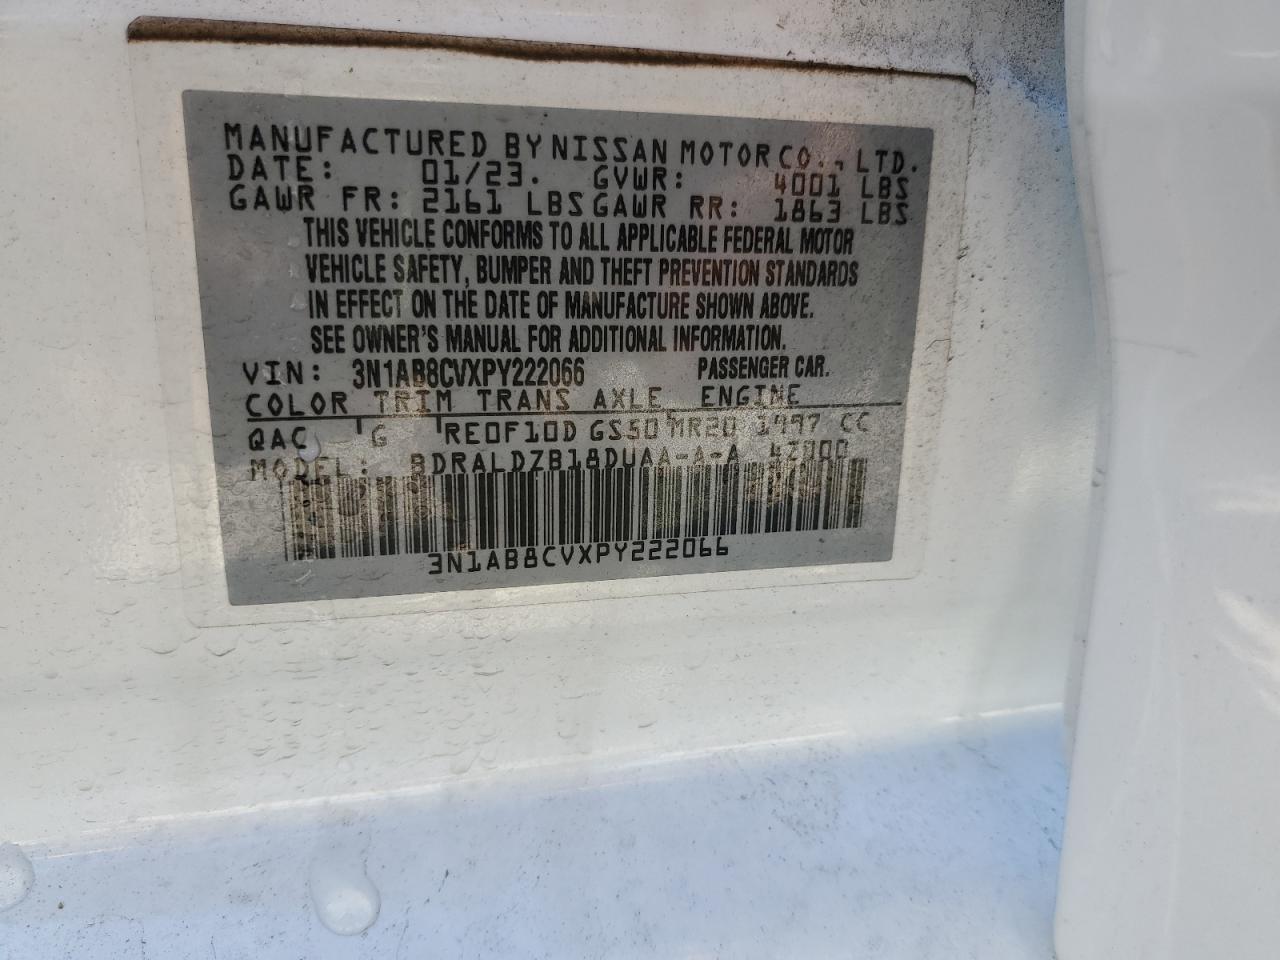 MANUFACTURED BY NISSAN MOTOR CO., LTD.
DATE: 01/23. GVWR: 4001 LBS
GAWR FR: 2161 LBS GAWR RR: 1863 LBS
THIS VEHICLE CONFORMS TO ALL APPLICABLE FEDERAL MOTOR
VEHICLE SAFETY, BUMPER AND THEFT PREVENTION STANDARDS
IN EFFECT ON THE DATE OF MANUFACTURE SHOWN ABOVE.
SEE OWNER'S MANUAL FOR ADDITIONAL INFORMATION.
VIN: 3N1AB8CVXPY222066 PASSENGER CAR.
COLOR TRIM TRANS AXLE ENGINE
QAC G RE0F10D GS50 MR20 1997 CC
MODEL: BDRALDZB18DUAA-A-A
3N1AB8CVXPY222066